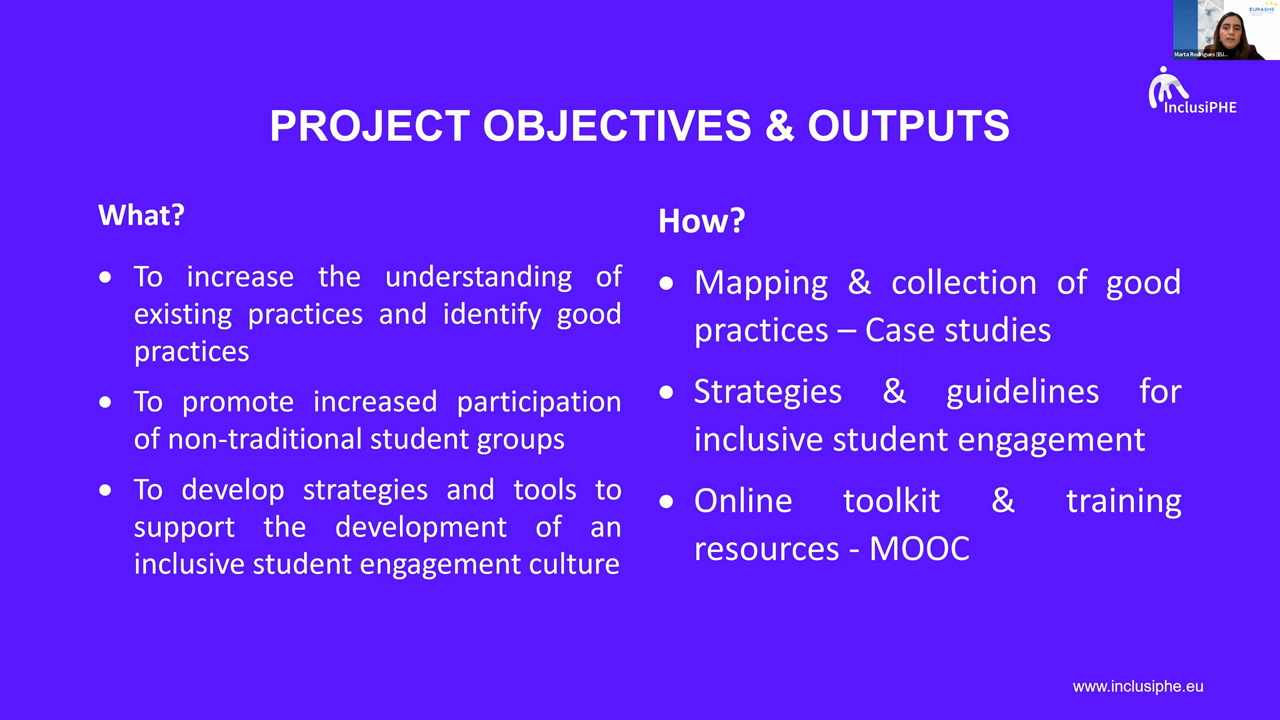 EURASHE
Marta Rodrigues (EU...
InclusiPHE
PROJECT OBJECTIVES & OUTPUTS
What?
• To increase the understanding of
existing practices and identify good
practices
• To promote increased participation
of non-traditional student groups
• To develop strategies and tools to
support the development of an
inclusive student engagement culture
How?
• Mapping & collection of good
practices – Case studies
• Strategies & guidelines for
inclusive student engagement
• Online toolkit & training
resources - MOOC
www.inclusiphe.eu